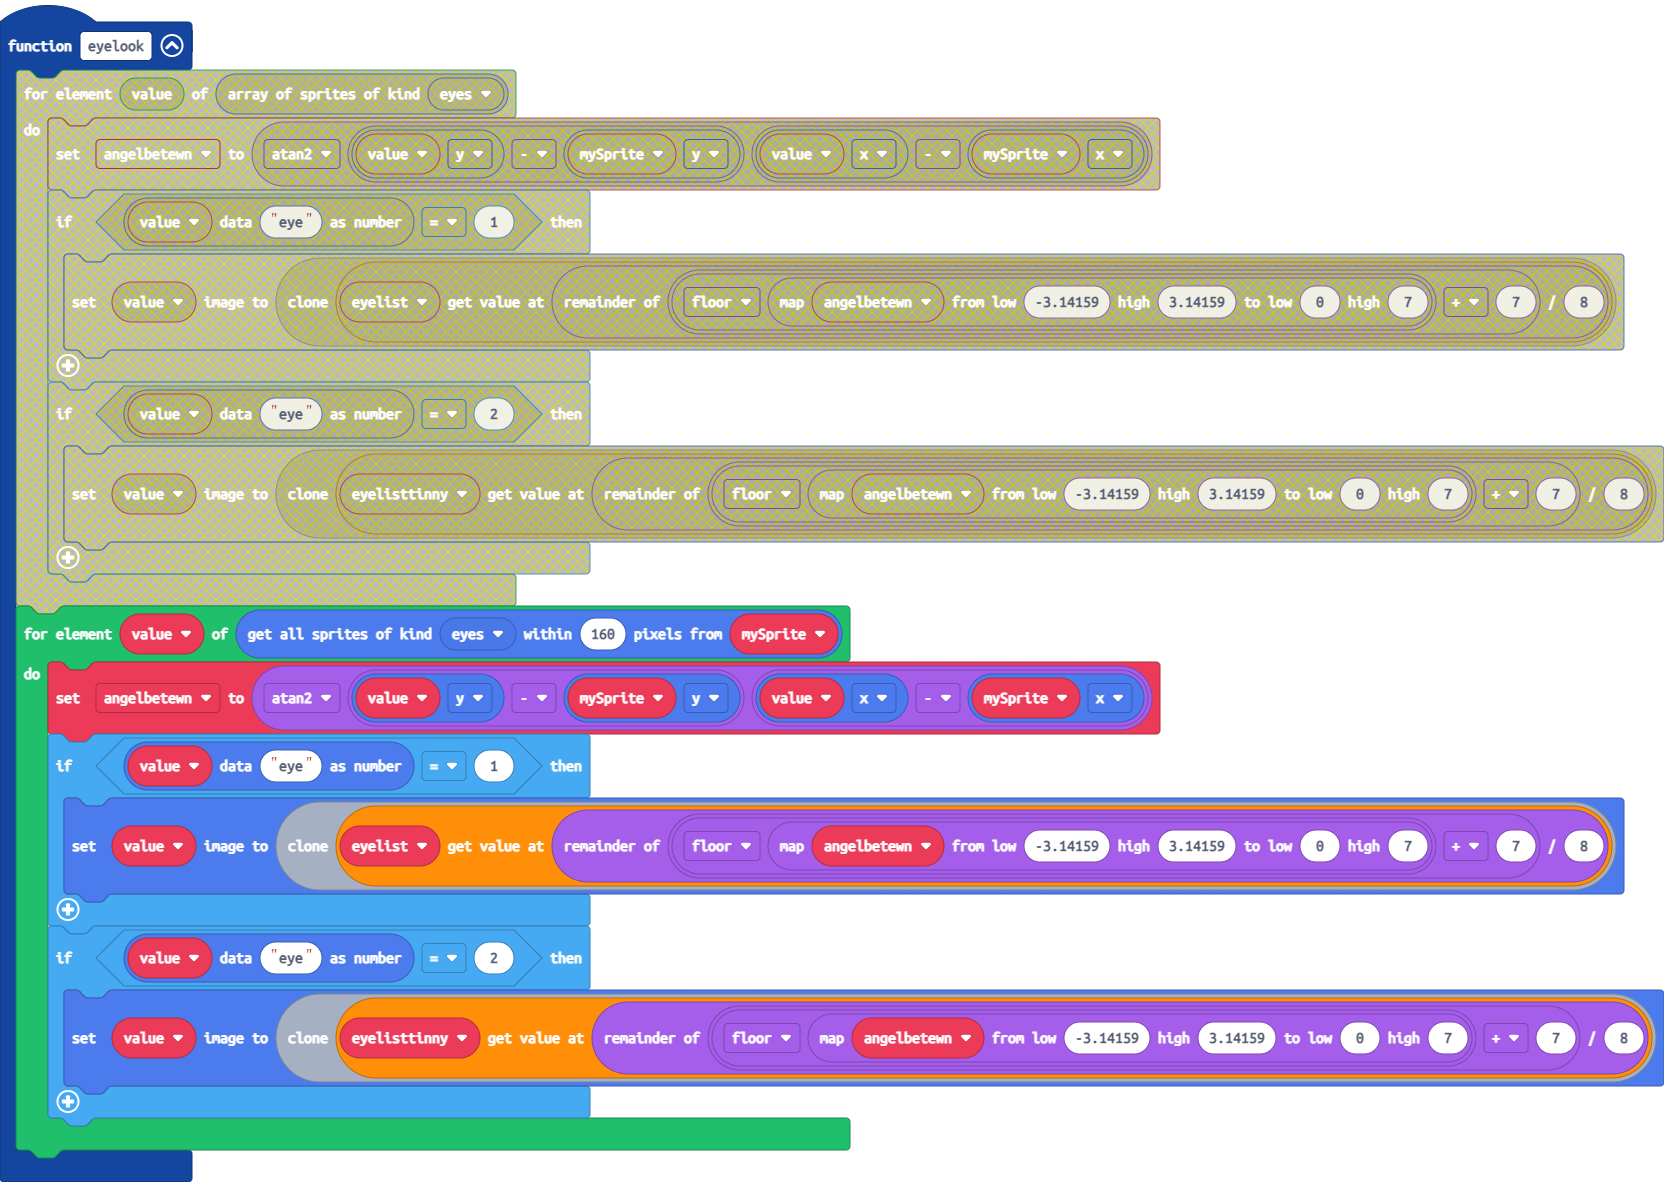 function eyelook
for element value of array of sprites of kind eyes
do
set angelbetewn to atan2 value y - mySprite y value x - mySprite x
if value data "eye" as number = 1 then
set value image to clone eyelist get value at remainder of floor map angelbetewn from low -3.14159 high 3.14159 to low 0 high 7 + 7 / 8
if value data "eye" as number = 2 then
set value image to clone eyelisttinny get value at remainder of floor map angelbetewn from low -3.14159 high 3.14159 to low 0 high 7 + 7 / 8
for element value of get all sprites of kind eyes within 160 pixels from mySprite
do
set angelbetewn to atan2 value y - mySprite y value x - mySprite x
if value data "eye" as number = 1 then
set value image to clone eyelist get value at remainder of floor map angelbetewn from low -3.14159 high 3.14159 to low 0 high 7 + 7 / 8
if value data "eye" as number = 2 then
set value image to clone eyelisttinny get value at remainder of floor map angelbetewn from low -3.14159 high 3.14159 to low 0 high 7 + 7 / 8